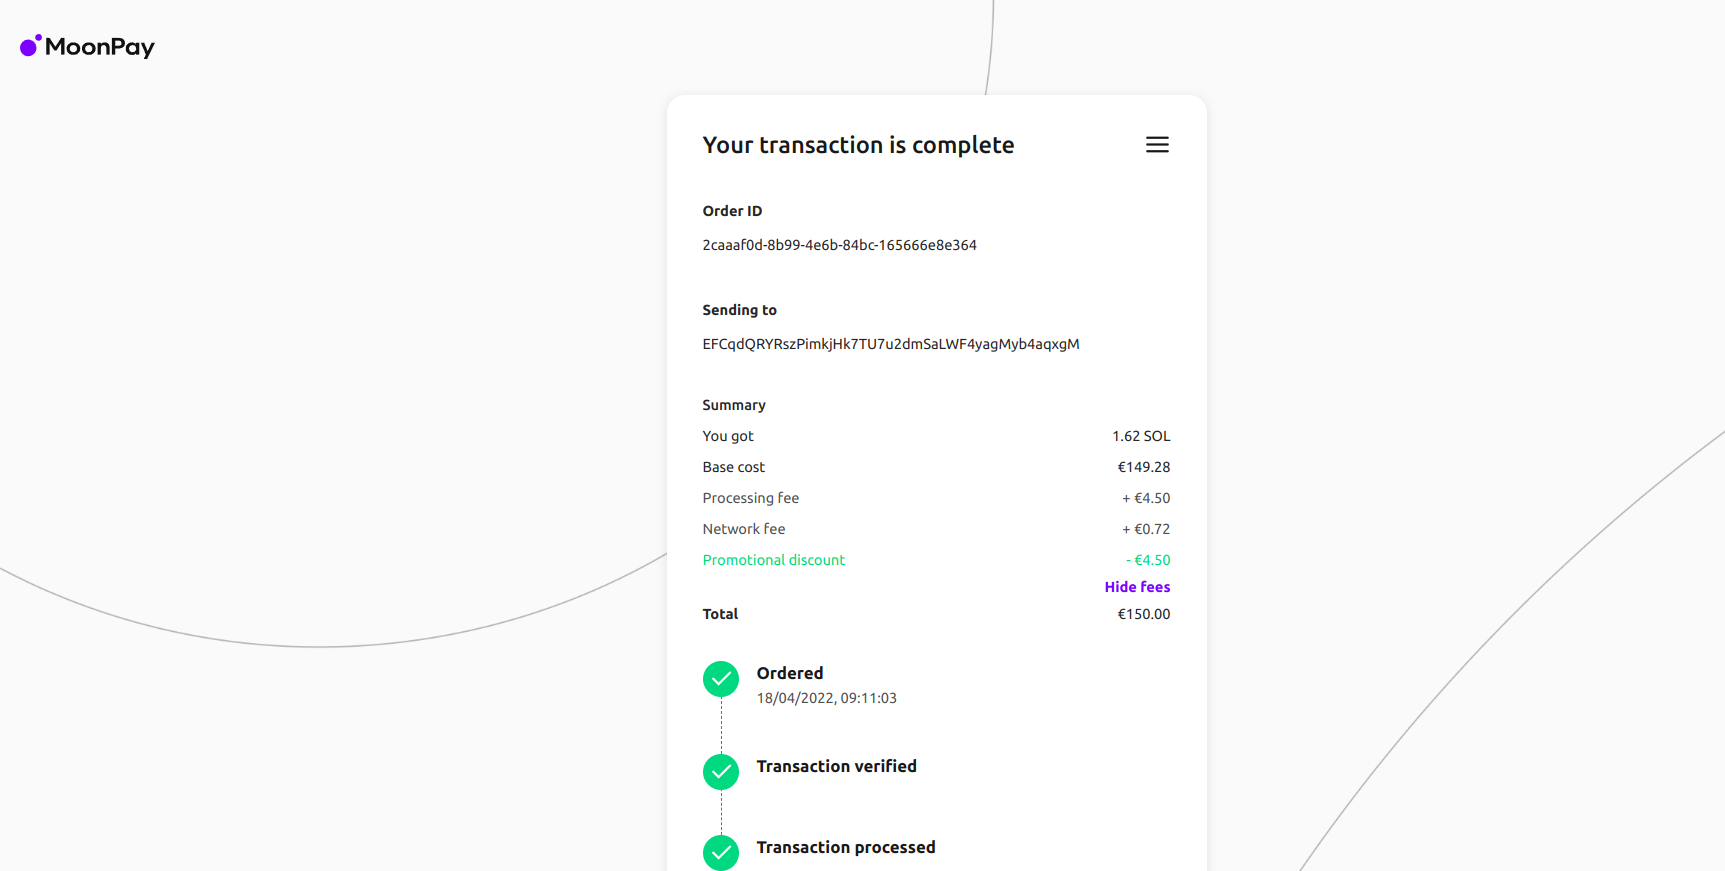 MoonPay
Your transaction is complete
Order ID
2caaaf0d-8b99-4e6b-84bc-165666e8e364
Sending to
EFCqdQRYRszPimkjHk7TU7u2dmSaLWF4yagMyb4aqxgM
Summary
You got 1.62 SOL
Base cost €149.28
Processing fee + €4.50
Network fee + €0.72
Promotional discount - €4.50
Hide fees
Total €150.00
Ordered
18/04/2022, 09:11:03
Transaction verified
Transaction processed